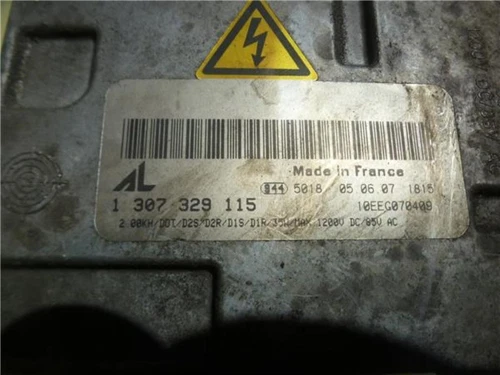 Made in France
AL
944 5018 05.06.07 1815
1 307 329 115 10EEG070409
2.00KH/DOT/D2S/D2R/D1S/D1R/35W/MAX 1200V DC/85V AC